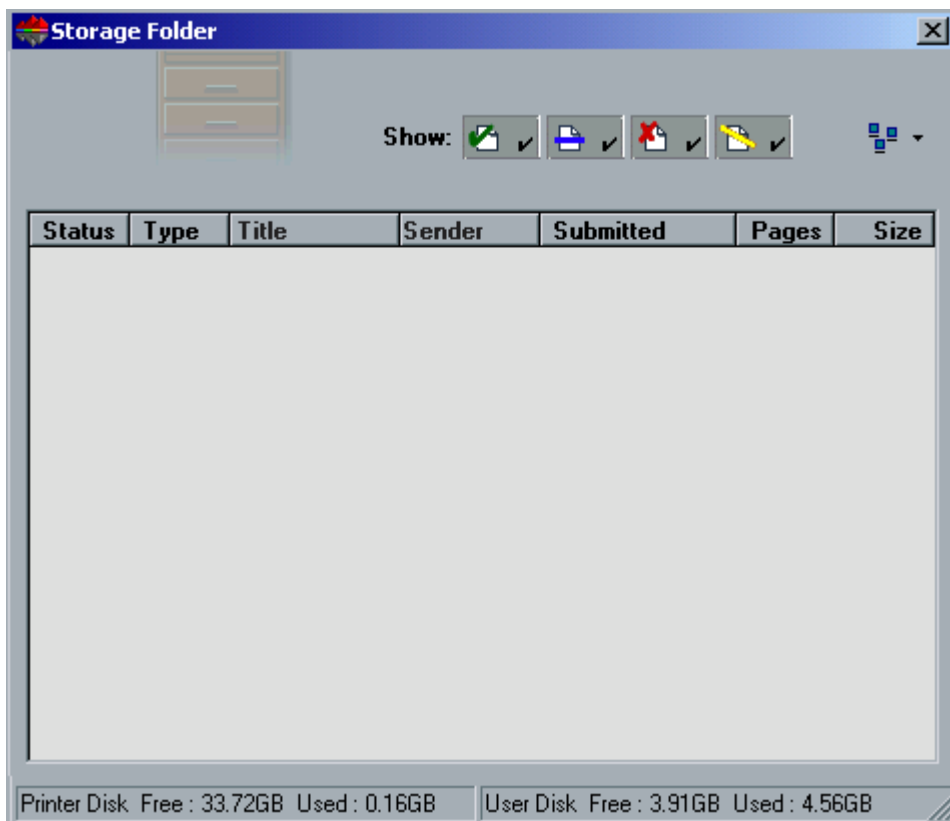 Storage Folder
Show:
Status Type Title Sender Submitted Pages Size
Printer Disk Free : 33.72GB Used : 0.16GB User Disk Free : 3.91GB Used : 4.56GB